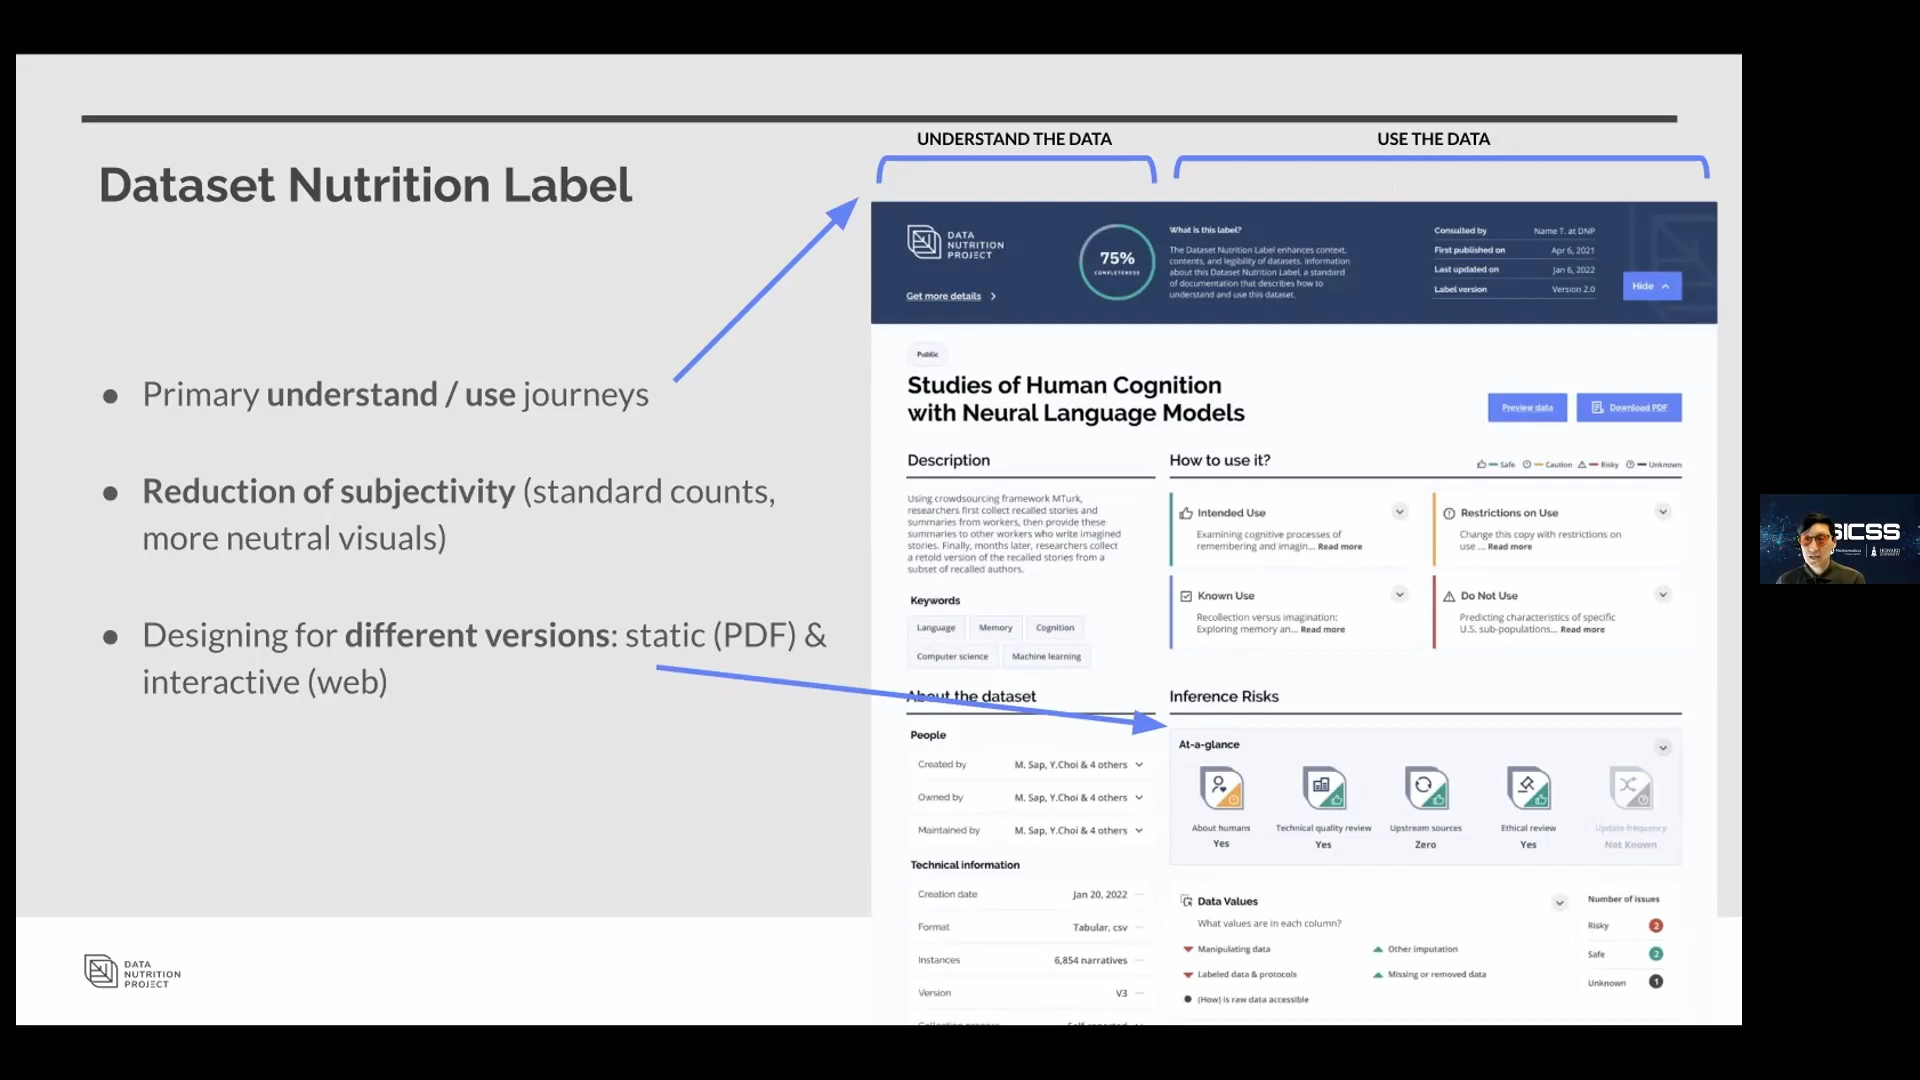 UNDERSTAND THE DATA
USE THE DATA
Dataset Nutrition Label
● Primary understand / use journeys
● Reduction of subjectivity (standard counts,
more neutral visuals)
● Designing for different versions: static (PDF) &
interactive (web)
DATA
NUTRITION
PROJECT
Get more details
75%
COMPLETENESS
What is this label?
The Dataset Nutrition Label enhances context,
contents, and legibility of datasets. Information
about this Dataset Nutrition Label, a standard
of documentation that describes how to
understand and use this dataset.
Consulted by Name T. at DNP
First published on Apr 6, 2021
Last updated on Jan 6, 2022
Label version Version 2.0
Hide
Public
Studies of Human Cognition
with Neural Language Models
Preview data
Download PDF
Description
Using crowdsourcing framework MTurk,
researchers first collect recalled stories and
summaries from workers, then provide these
summaries to other workers who write imagined
stories. Finally, months later, researchers collect
a retold version of the recalled stories from a
subset of recalled authors.
Keywords
Language Memory Cognition
Computer science Machine learning
About the dataset
People
Created by M. Sap, Y.Choi & 4 others
Owned by M. Sap, Y.Choi & 4 others
Maintained by M. Sap, Y.Choi & 4 others
Technical information
Creation date Jan 20, 2022
Format Tabular, csv
Instances 6,854 narratives
Version V3
How to use it?
Safe Caution Risky Unknown
Intended Use
Examining cognitive processes of
remembering and imagin... Read more
Restrictions on Use
Change this copy with restrictions on
use ... Read more
Known Use
Recollection versus imagination:
Exploring memory an... Read more
Do Not Use
Predicting characteristics of specific
U.S. sub-populations... Read more
Inference Risks
At-a-glance
About humans
Yes
Technical quality review
Yes
Upstream sources
Zero
Ethical review
Yes
Update frequency
Not Known
Data Values
What values are in each column?
Manipulating data
Other imputation
Labeled data & protocols
Missing or removed data
(How) is raw data accessible
Number of issues
Risky 2
Safe 2
Unknown 1
DATA
NUTRITION
PROJECT
SICSS
HOWARD